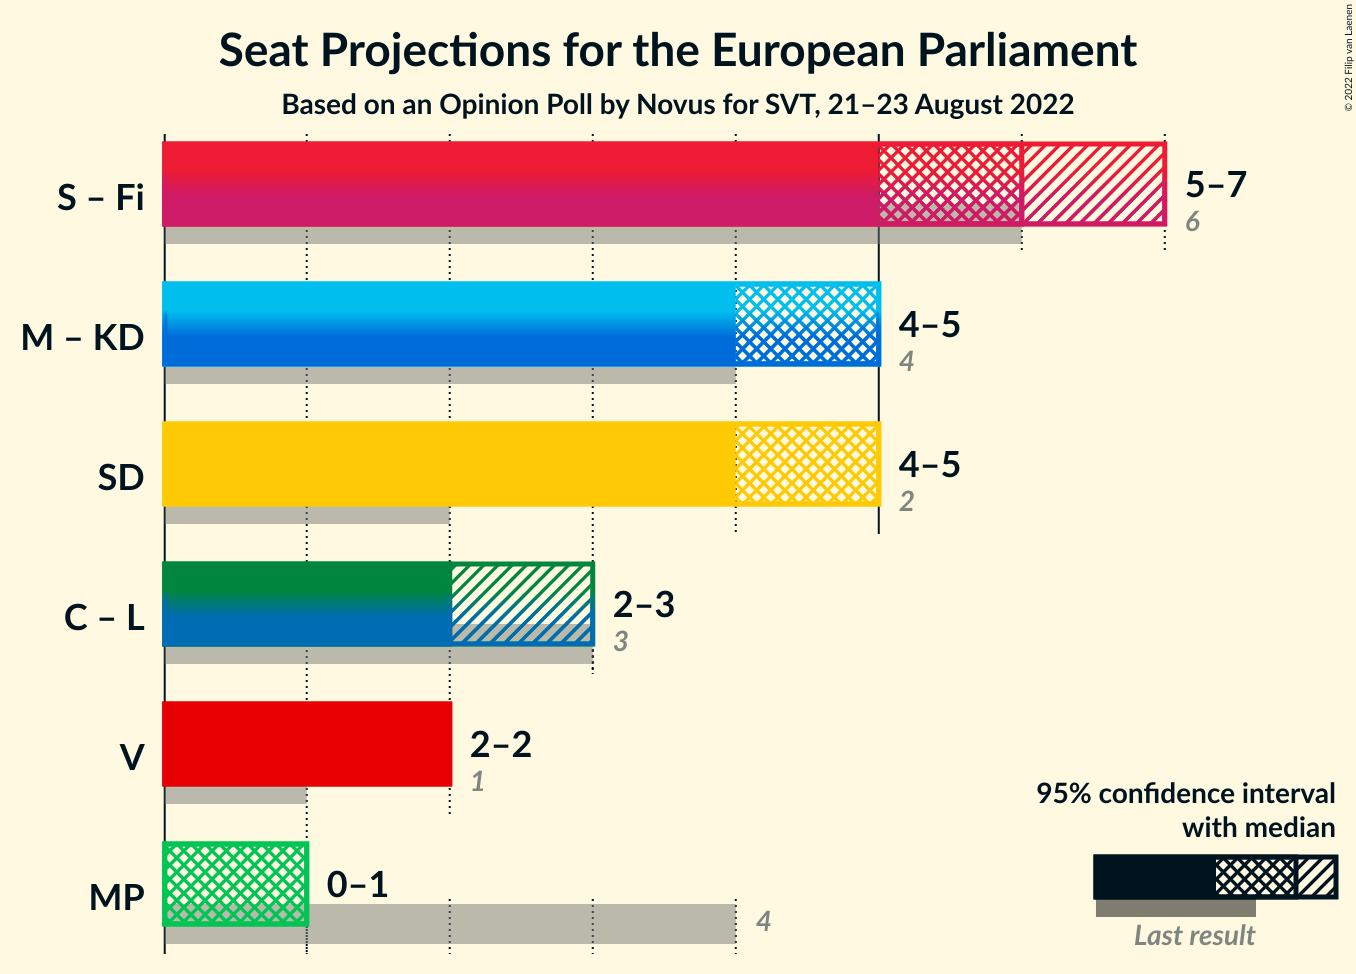 Seat Projections for the European Parliament
Based on an Opinion Poll by Novus for SVT, 21–23 August 2022
© 2022 Filip van Laenen
S – Fi
5–7
6
M – KD
4–5
4
SD
4–5
2
C – L
2–3
3
V
2–2
1
MP
0–1
4
95% confidence interval
with median
Last result